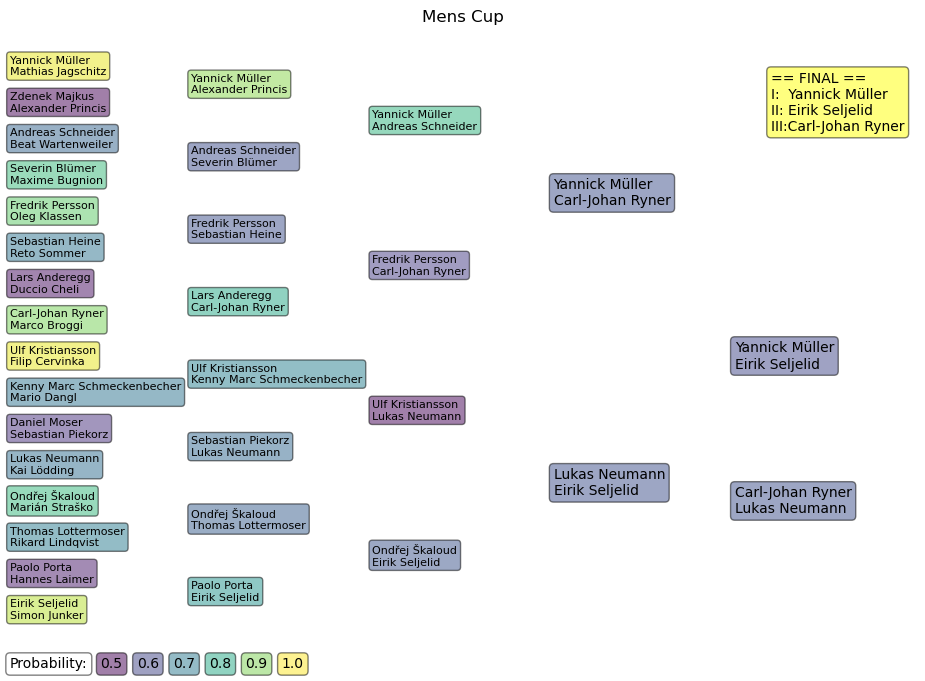 Mens Cup
Yannick Müller
Mathias Jagschitz
Zdenek Majkus
Alexander Princis
Andreas Schneider
Beat Wartenweiler
Severin Blümer
Maxime Bugnion
Fredrik Persson
Oleg Klassen
Sebastian Heine
Reto Sommer
Lars Anderegg
Duccio Cheli
Carl-Johan Ryner
Marco Broggi
Ulf Kristiansson
Filip Cervinka
Kenny Marc Schmeckenbecher
Mario Dangl
Daniel Moser
Sebastian Piekorz
Lukas Neumann
Kai Lödding
Ondřej Škaloud
Marián Straško
Thomas Lottermoser
Rikard Lindqvist
Paolo Porta
Hannes Laimer
Eirik Seljelid
Simon Junker
Yannick Müller
Alexander Princis
Andreas Schneider
Severin Blümer
Fredrik Persson
Sebastian Heine
Lars Anderegg
Carl-Johan Ryner
Ulf Kristiansson
Kenny Marc Schmeckenbecher
Sebastian Piekorz
Lukas Neumann
Ondřej Škaloud
Thomas Lottermoser
Paolo Porta
Eirik Seljelid
Yannick Müller
Andreas Schneider
Fredrik Persson
Carl-Johan Ryner
Ulf Kristiansson
Lukas Neumann
Ondřej Škaloud
Eirik Seljelid
Yannick Müller
Carl-Johan Ryner
Lukas Neumann
Eirik Seljelid
Yannick Müller
Eirik Seljelid
Carl-Johan Ryner
Lukas Neumann
== FINAL ==
I: Yannick Müller
II: Eirik Seljelid
III:Carl-Johan Ryner
Probability: 0.5 0.6 0.7 0.8 0.9 1.0